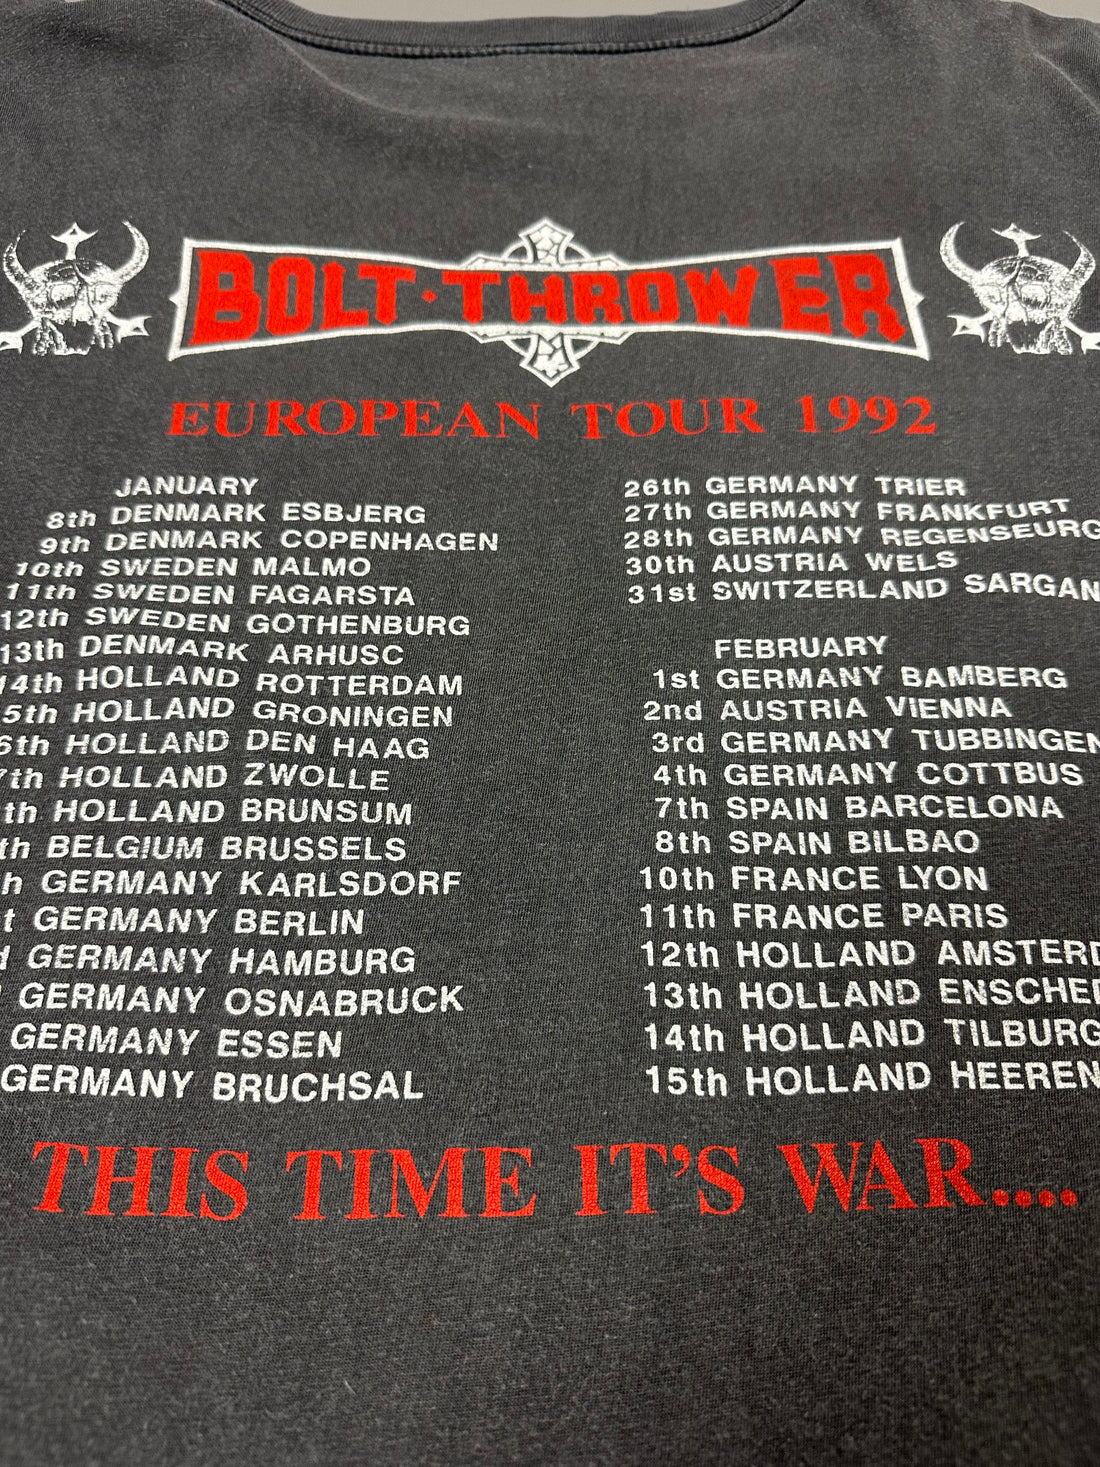 BOLT·THROWER
EUROPEAN TOUR 1992
JANUARY
8th DENMARK ESBJERG
9th DENMARK COPENHAGEN
10th SWEDEN MALMO
11th SWEDEN FAGARSTA
12th SWEDEN GOTHENBURG
13th DENMARK ARHUSC
14th HOLLAND ROTTERDAM
5th HOLLAND GRONINGEN
6th HOLLAND DEN HAAG
7th HOLLAND ZWOLLE
th HOLLAND BRUNSUM
th BELGIUM BRUSSELS
h GERMANY KARLSDORF
t GERMANY BERLIN
d GERMANY HAMBURG
GERMANY OSNABRUCK
GERMANY ESSEN
GERMANY BRUCHSAL
26th GERMANY TRIER
27th GERMANY FRANKFURT
28th GERMANY REGENSEURG
30th AUSTRIA WELS
31st SWITZERLAND SARGAN
FEBRUARY
1st GERMANY BAMBERG
2nd AUSTRIA VIENNA
3rd GERMANY TUBBINGEN
4th GERMANY COTTBUS
7th SPAIN BARCELONA
8th SPAIN BILBAO
10th FRANCE LYON
11th FRANCE PARIS
12th HOLLAND AMSTERD
13th HOLLAND ENSCHED
14th HOLLAND TILBURG
15th HOLLAND HEEREN
THIS TIME IT'S WAR....